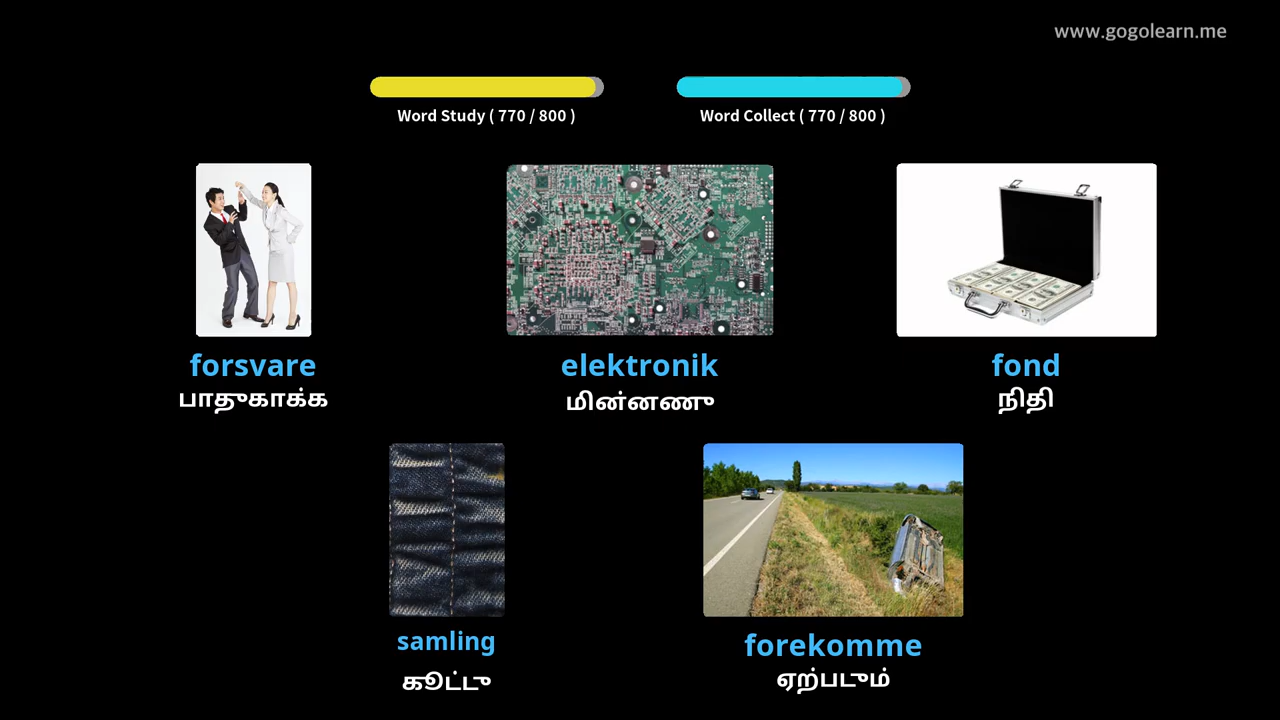 www.gogolearn.me
Word Study ( 770 / 800 )
Word Collect ( 770 / 800 )
forsvare
பாதுகாக்க
elektronik
மின்னணு
fond
நிதி
samling
கூட்டு
forekomme
ஏற்படும்